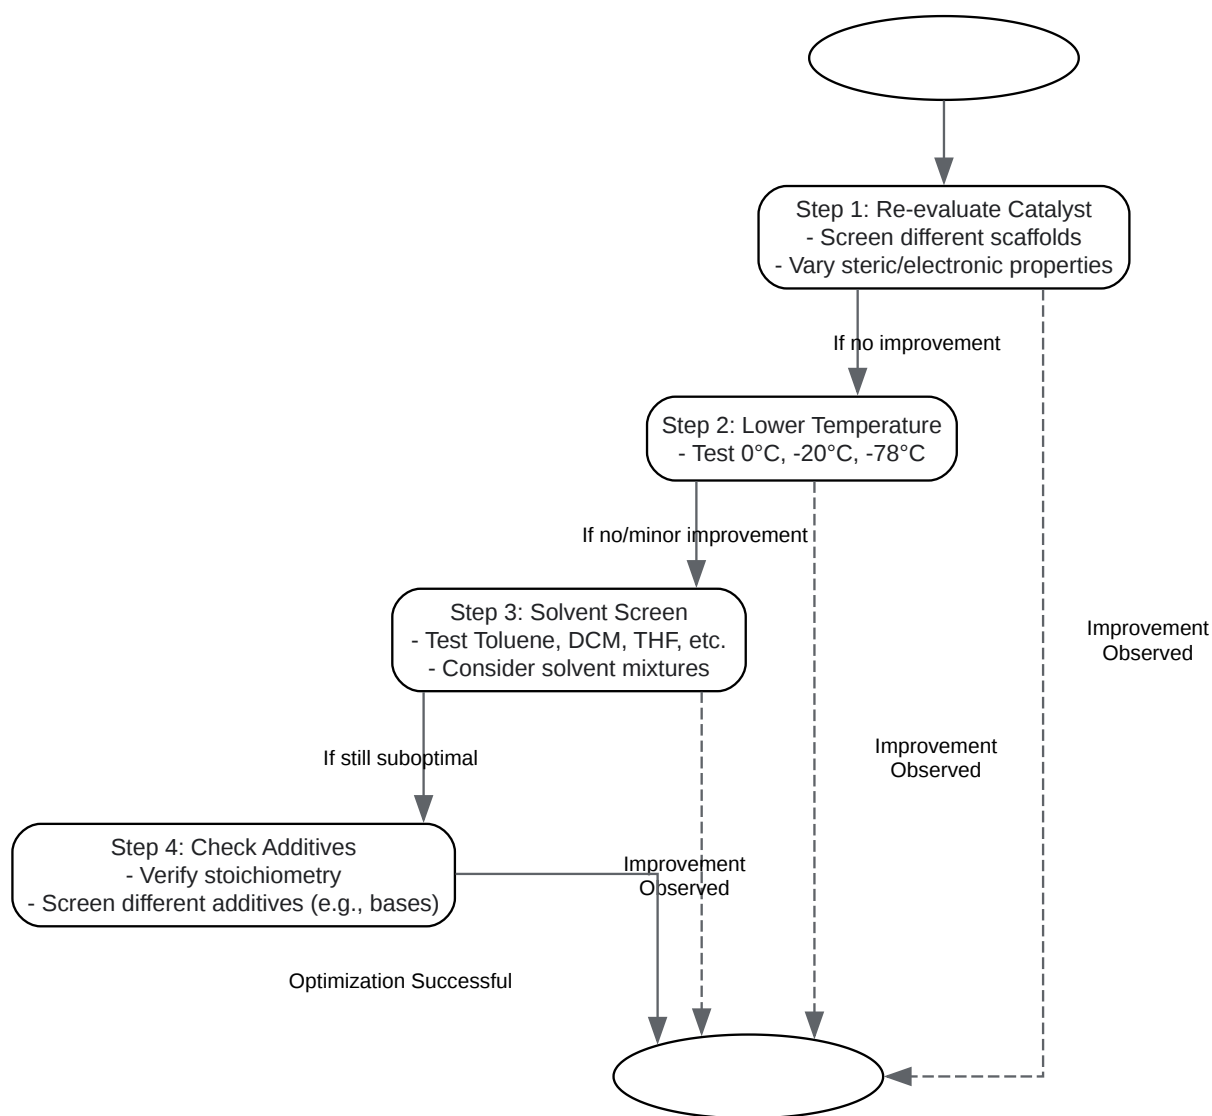 Step 1: Re-evaluate Catalyst
- Screen different scaffolds
- Vary steric/electronic properties
If no improvement
Step 2: Lower Temperature
- Test 0°C, -20°C, -78°C
If no/minor improvement
Step 3: Solvent Screen
- Test Toluene, DCM, THF, etc.
- Consider solvent mixtures
Improvement
Observed
Improvement
Observed
If still suboptimal
Step 4: Check Additives
- Verify stoichiometry
- Screen different additives (e.g., bases)
Improvement
Observed
Optimization Successful